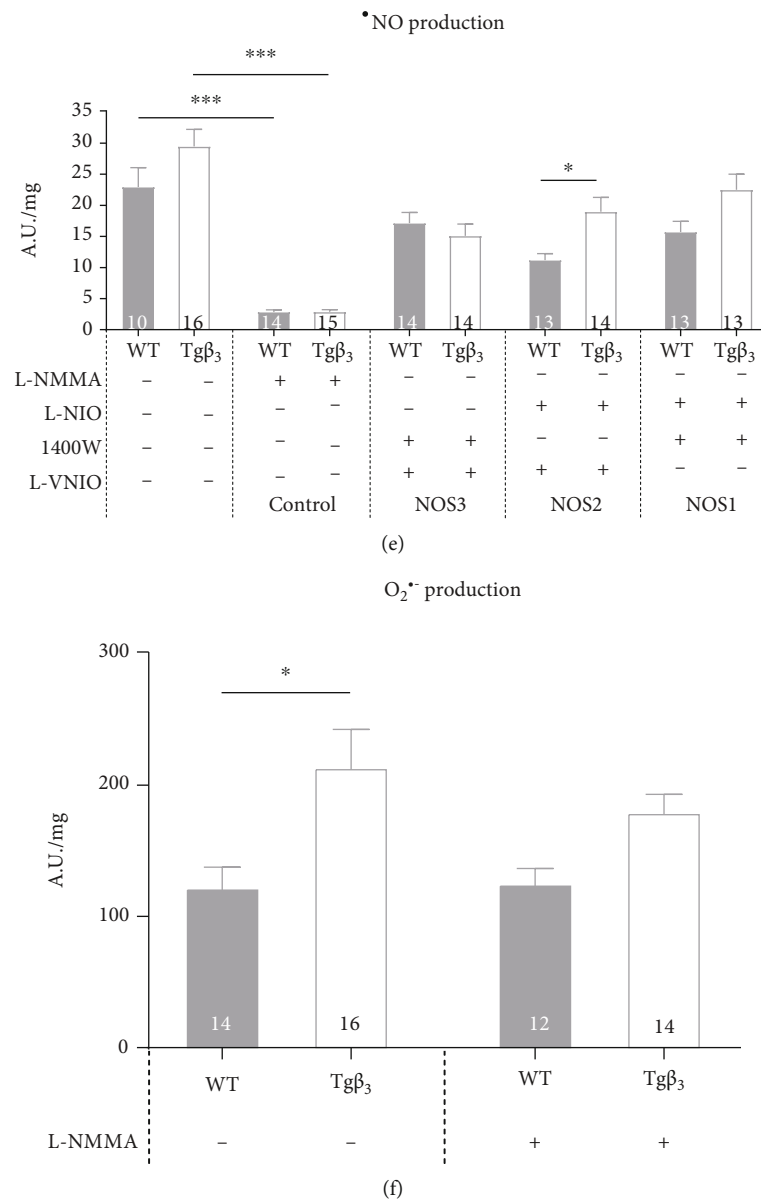 •NO production
***
***
*
35
30
25
20
15
10
5
0
A.U./mg
10 16 14 15 14 14 13 14 13 13
WT Tgβ₃ WT Tgβ₃ WT Tgβ₃ WT Tgβ₃ WT Tgβ₃
L-NMMA – – + + – – – – – –
L-NIO – – – – – – + + + +
1400W – – – – + + – – + +
L-VNIO – – – – + + + + – –
Control NOS3 NOS2 NOS1
(e)
O₂•- production
*
300
200
100
0
A.U./mg
14 16 12 14
WT Tgβ₃ WT Tgβ₃
L-NMMA – – + +
(f)